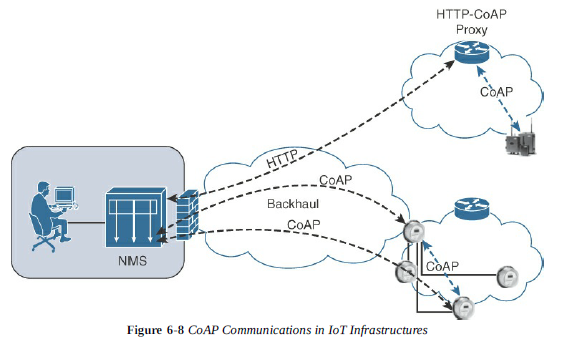 HTTP-CoAP
Proxy
CoAP
HTTP
CoAP
Backhaul
CoAP
NMS
CoAP
Figure 6-8 CoAP Communications in IoT Infrastructures